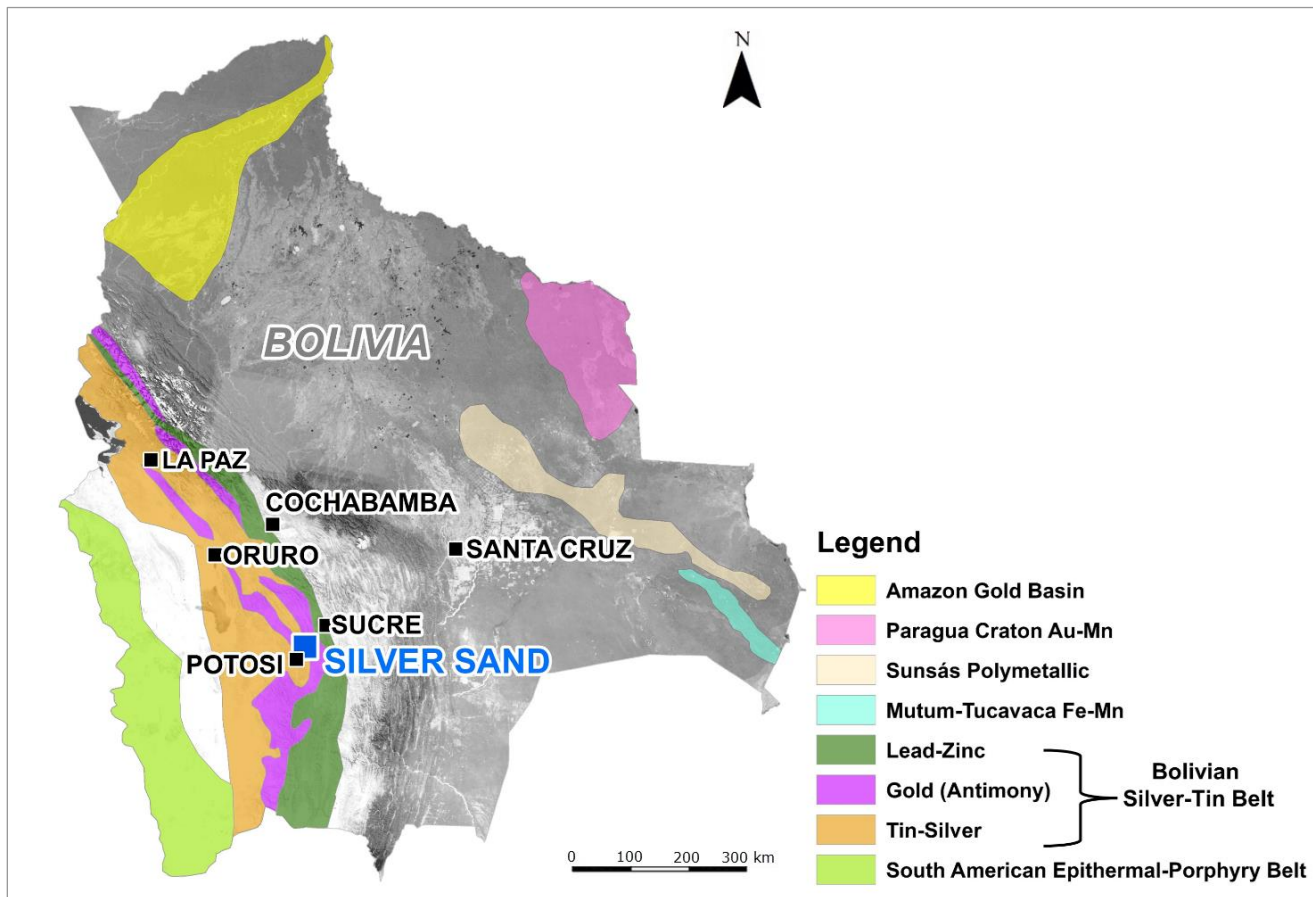 N
BOLIVIA
LA PAZ
COCHABAMBA
ORURO
SANTA CRUZ
SUCRE
POTOSI
SILVER SAND
Legend
Amazon Gold Basin
Paragua Craton Au-Mn
Sunsás Polymetallic
Mutum-Tucavaca Fe-Mn
Lead-Zinc
Gold (Antimony)
Tin-Silver
Bolivian
Silver-Tin Belt
South American Epithermal-Porphyry Belt
0 100 200 300 km